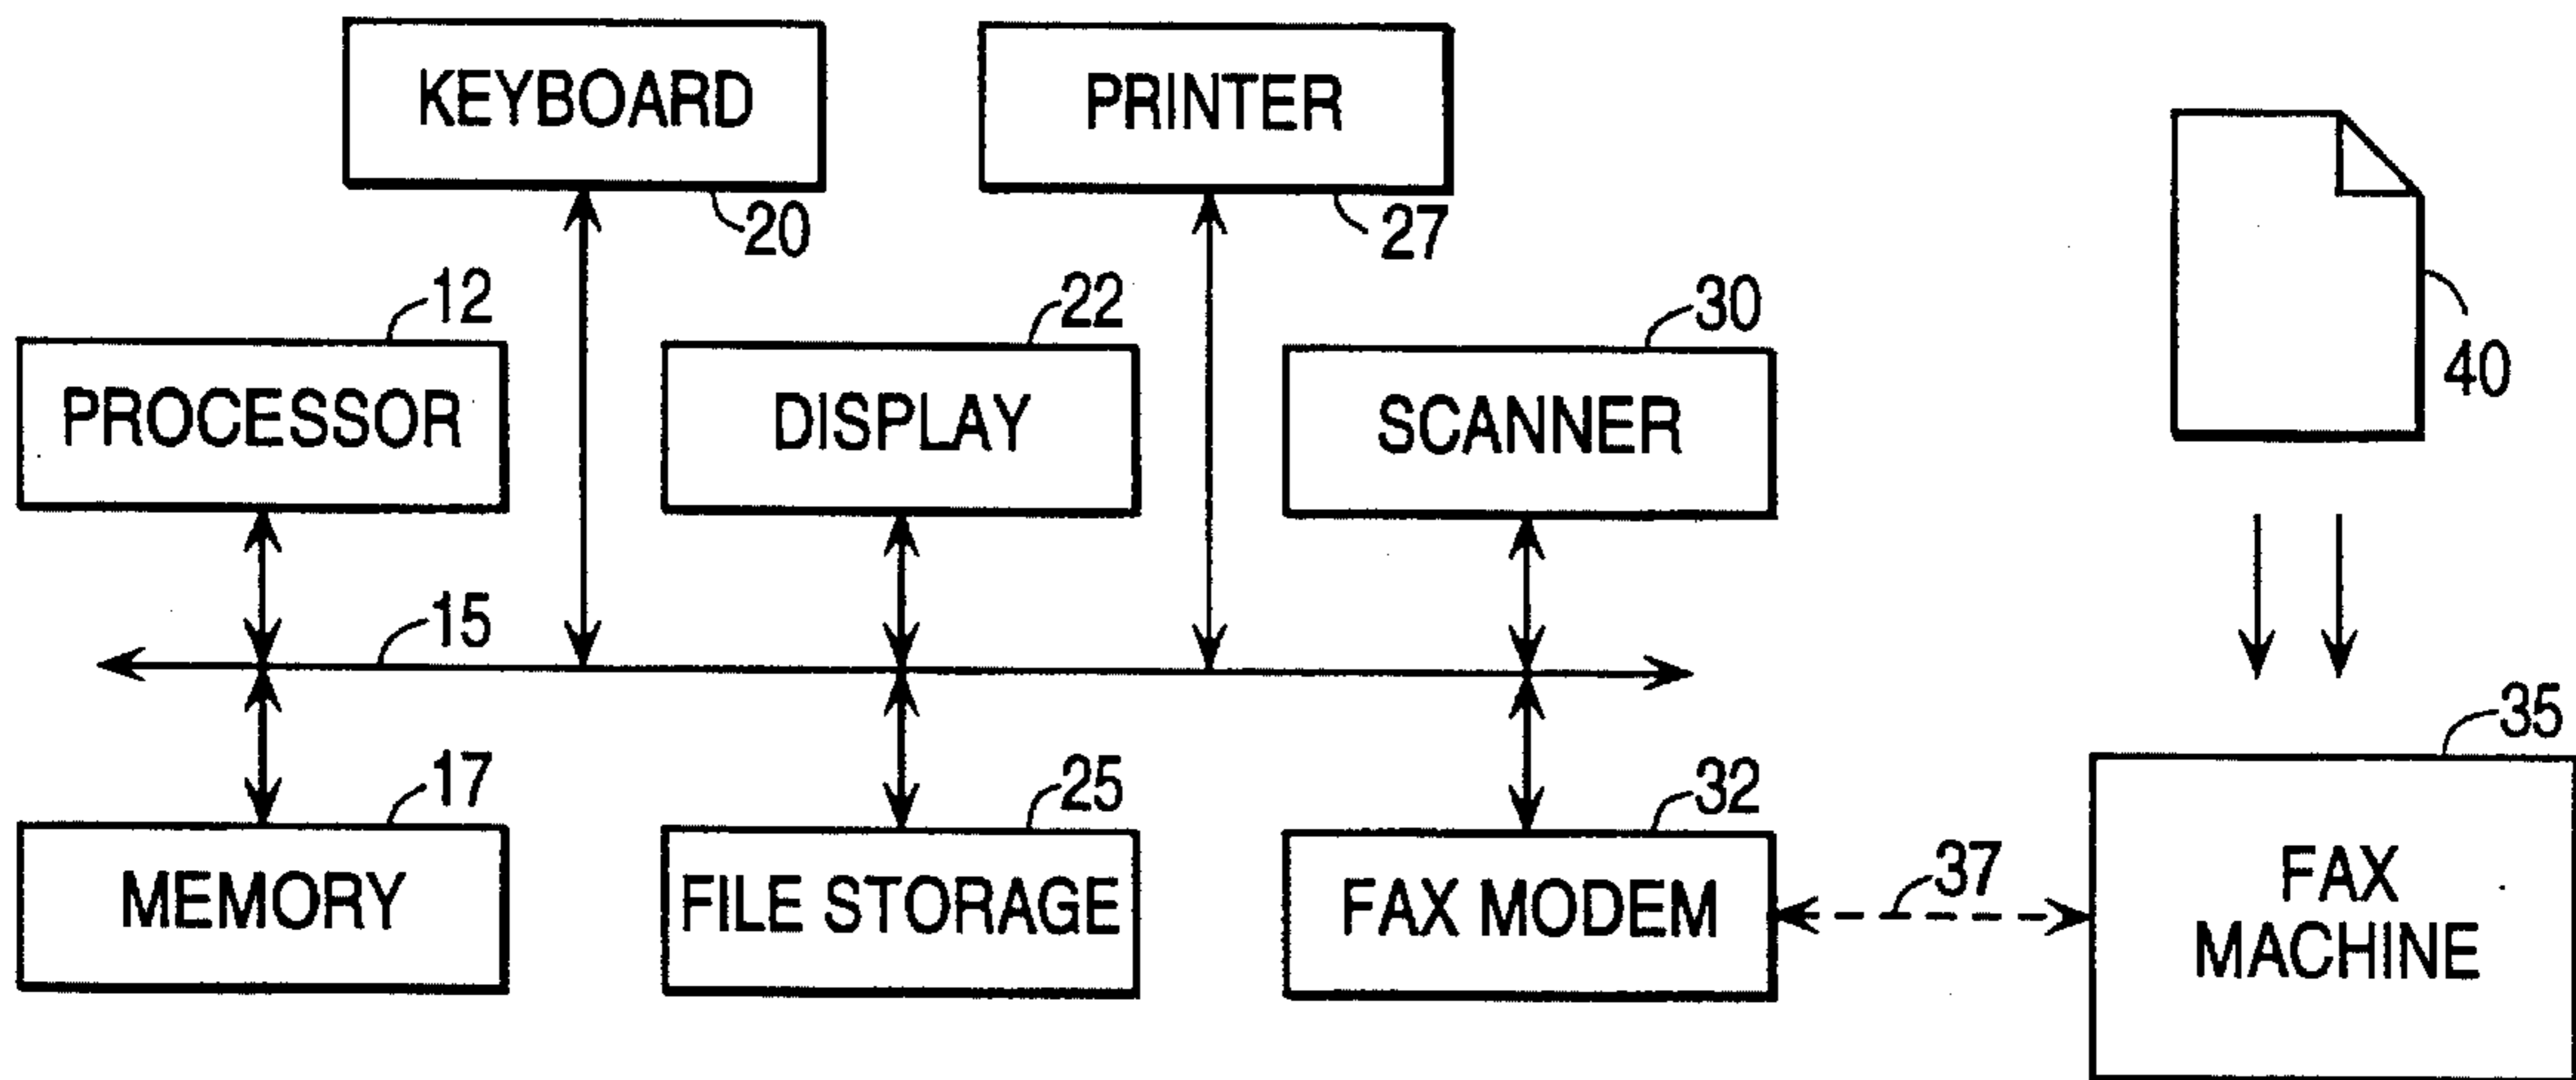 KEYBOARD
20
PRINTER
27
12
PROCESSOR
22
DISPLAY
30
SCANNER
40
15
17
MEMORY
25
FILE STORAGE
32
FAX MODEM
37
35
FAX
MACHINE